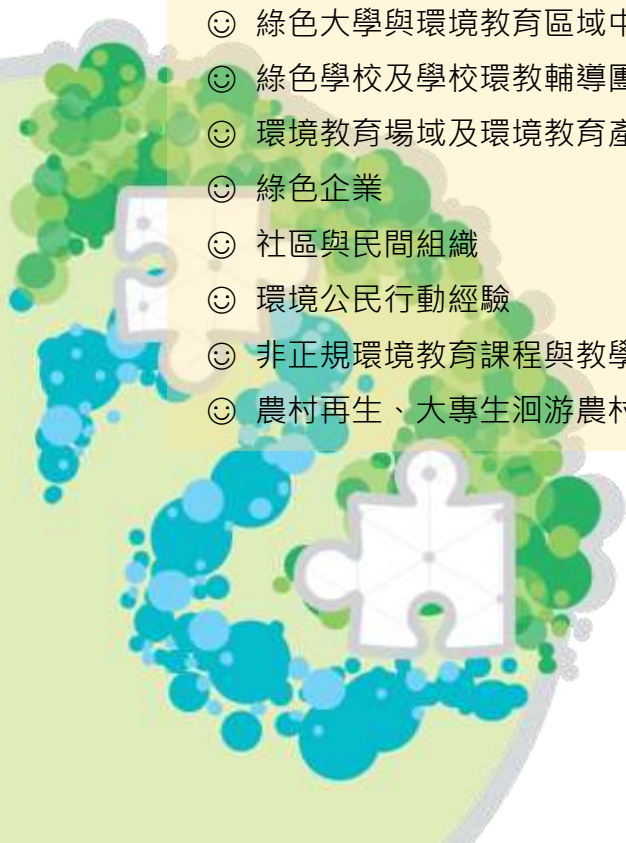 ☺ 綠色大學與環境教育區域中
☺ 綠色學校及學校環教輔導團
☺ 環境教育場域及環境教育產
☺ 綠色企業
☺ 社區與民間組織
☺ 環境公民行動經驗
☺ 非正規環境教育課程與教學
☺ 農村再生、大專生洄游農村